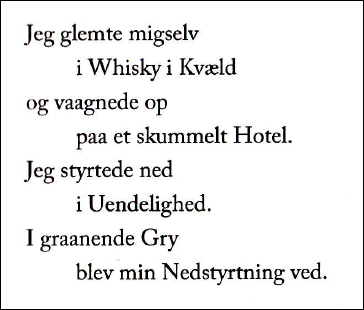 Jeg glemte migselv
i Whisky i Kvæld
og vaagnede op
paa et skummelt Hotel.
Jeg styrtede ned
i Uendelighed.
I graanende Gry
blev min Nedstyrtning ved.